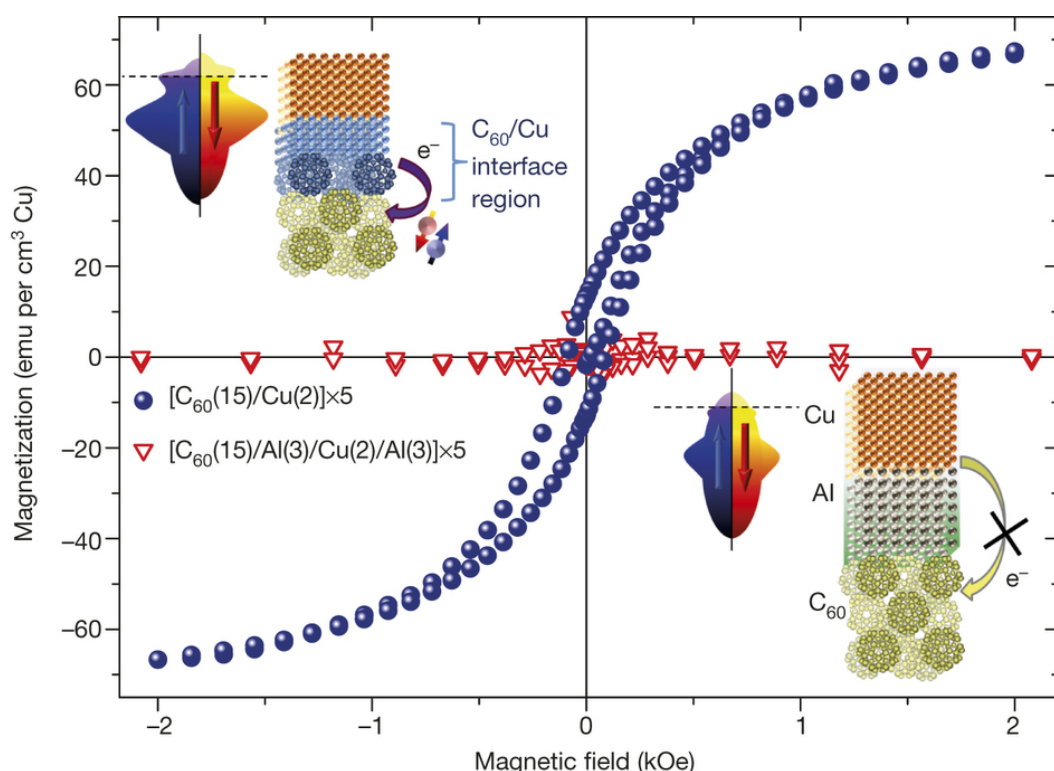 60
40
20
0
−20
−40
−60
Magnetization (emu per cm³ Cu)
−2
−1
0
1
2
Magnetic field (kOe)
e⁻
C₆₀/Cu
interface
region
[C₆₀(15)/Cu(2)]×5
[C₆₀(15)/Al(3)/Cu(2)/Al(3)]×5
Cu
Al
C₆₀
e⁻